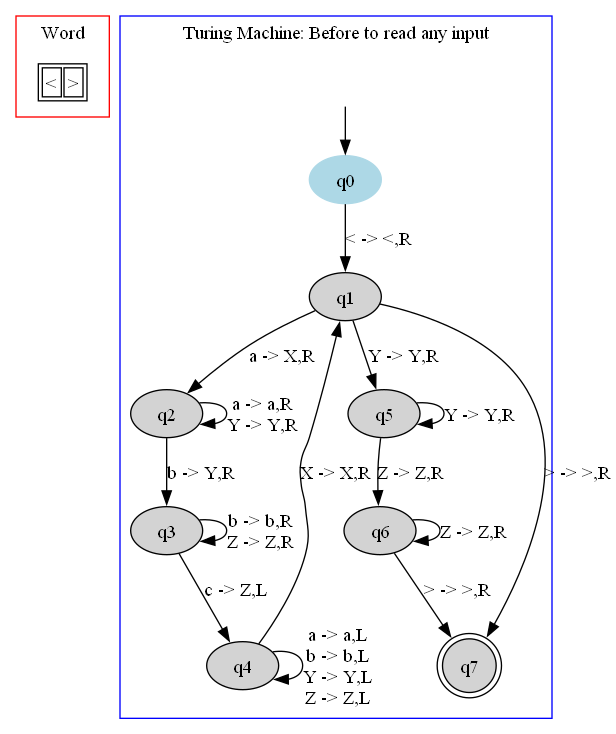 Word
< >
Turing Machine: Before to read any input
q0
< -> <,R
q1
a -> X,R
Y -> Y,R
q2
a -> a,R
Y -> Y,R
q5
Y -> Y,R
b -> Y,R
X -> X,R
Z -> Z,R
> -> >,R
q3
b -> b,R
Z -> Z,R
q6
Z -> Z,R
c -> Z,L
> -> >,R
q4
a -> a,L
b -> b,L
Y -> Y,L
Z -> Z,L
q7